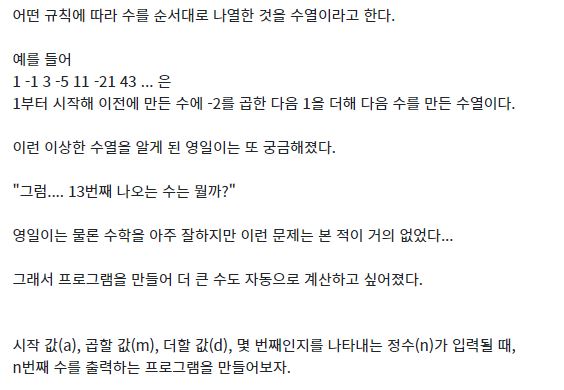 어떤 규칙에 따라 수를 순서대로 나열한 것을 수열이라고 한다.
예를 들어
1 -1 3 -5 11 -21 43 ... 은
1부터 시작해 이전에 만든 수에 -2를 곱한 다음 1을 더해 다음 수를 만든 수열이다.
이런 이상한 수열을 알게 된 영일이는 또 궁금해졌다.
"그럼.... 13번째 나오는 수는 뭘까?"
영일이는 물론 수학을 아주 잘하지만 이런 문제는 본 적이 거의 없었다...
그래서 프로그램을 만들어 더 큰 수도 자동으로 계산하고 싶어졌다.
시작 값(a), 곱할 값(m), 더할 값(d), 몇 번째인지를 나타내는 정수(n)가 입력될 때,
n번째 수를 출력하는 프로그램을 만들어보자.